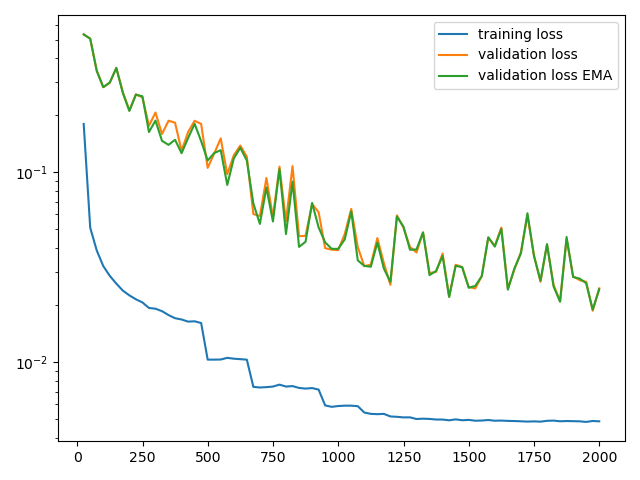 training loss
validation loss
validation loss EMA
10⁻¹
10⁻²
0 250 500 750 1000 1250 1500 1750 2000